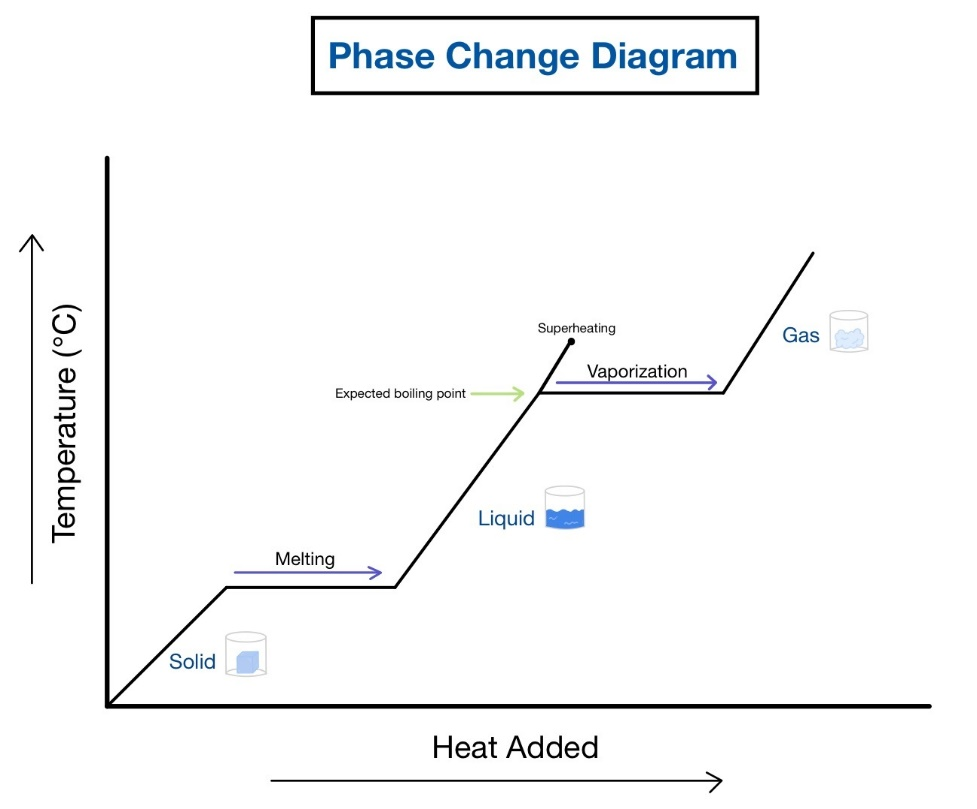 Phase Change Diagram
Temperature (°C)
Superheating
Vaporization
Gas
Expected boiling point
Liquid
Melting
Solid
Heat Added